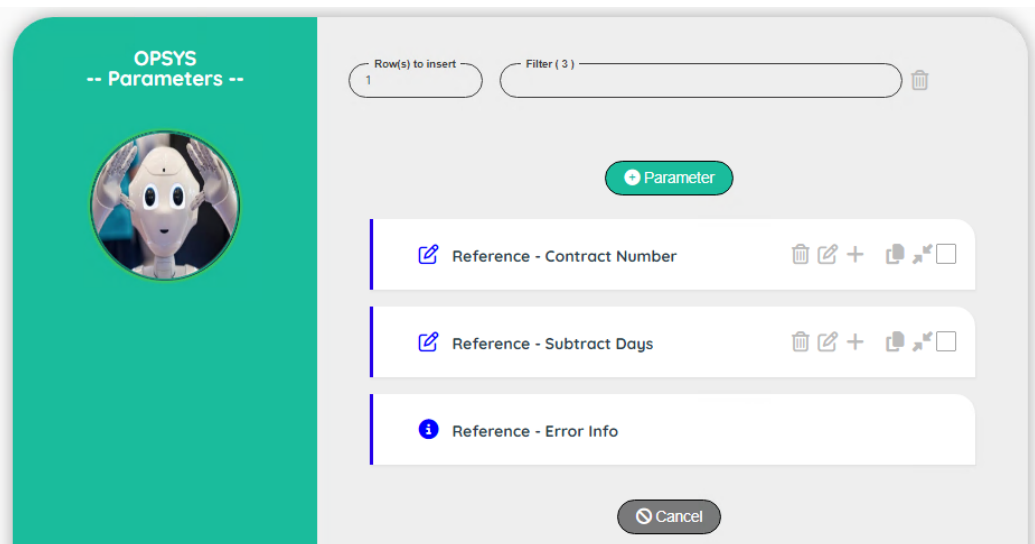 OPSYS
-- Parameters --
Row(s) to insert
1
Filter ( 3 )
Parameter
Reference - Contract Number
Reference - Subtract Days
Reference - Error Info
Cancel